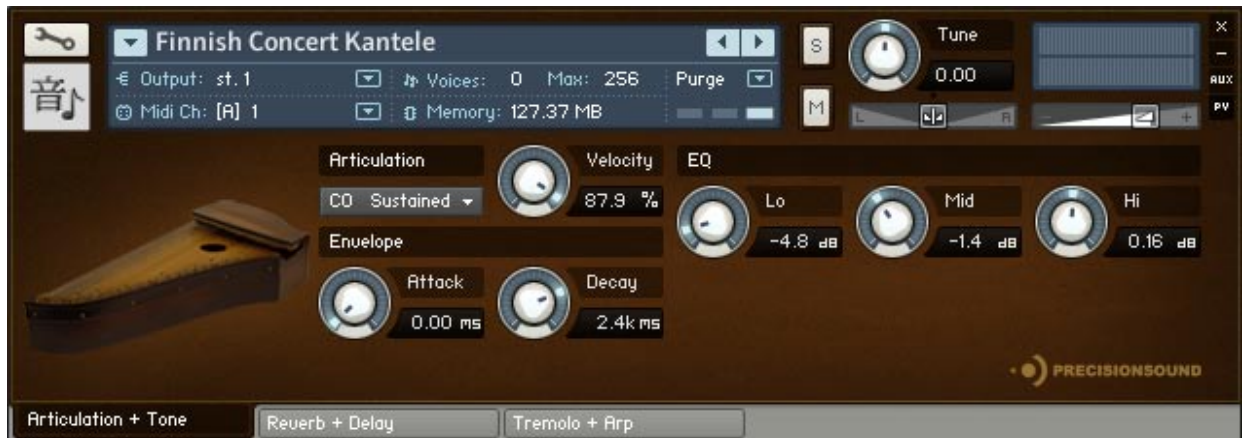 Finnish Concert Kantele
S
Tune
×
–
Output: st. 1
Voices: 0 Max: 256
Purge
0.00
AUX
音♪
Midi Ch: [A] 1
Memory: 127.37 MB
M
L
R
–
+
PV
Articulation
Velocity
EQ
CO Sustained
87.9 %
Lo
Mid
Hi
Envelope
-4.8 dB
-1.4 dB
0.16 dB
Attack
Decay
0.00 ms
2.4k ms
PRECISIONSOUND
Articulation + Tone
Reverb + Delay
Tremolo + Arp